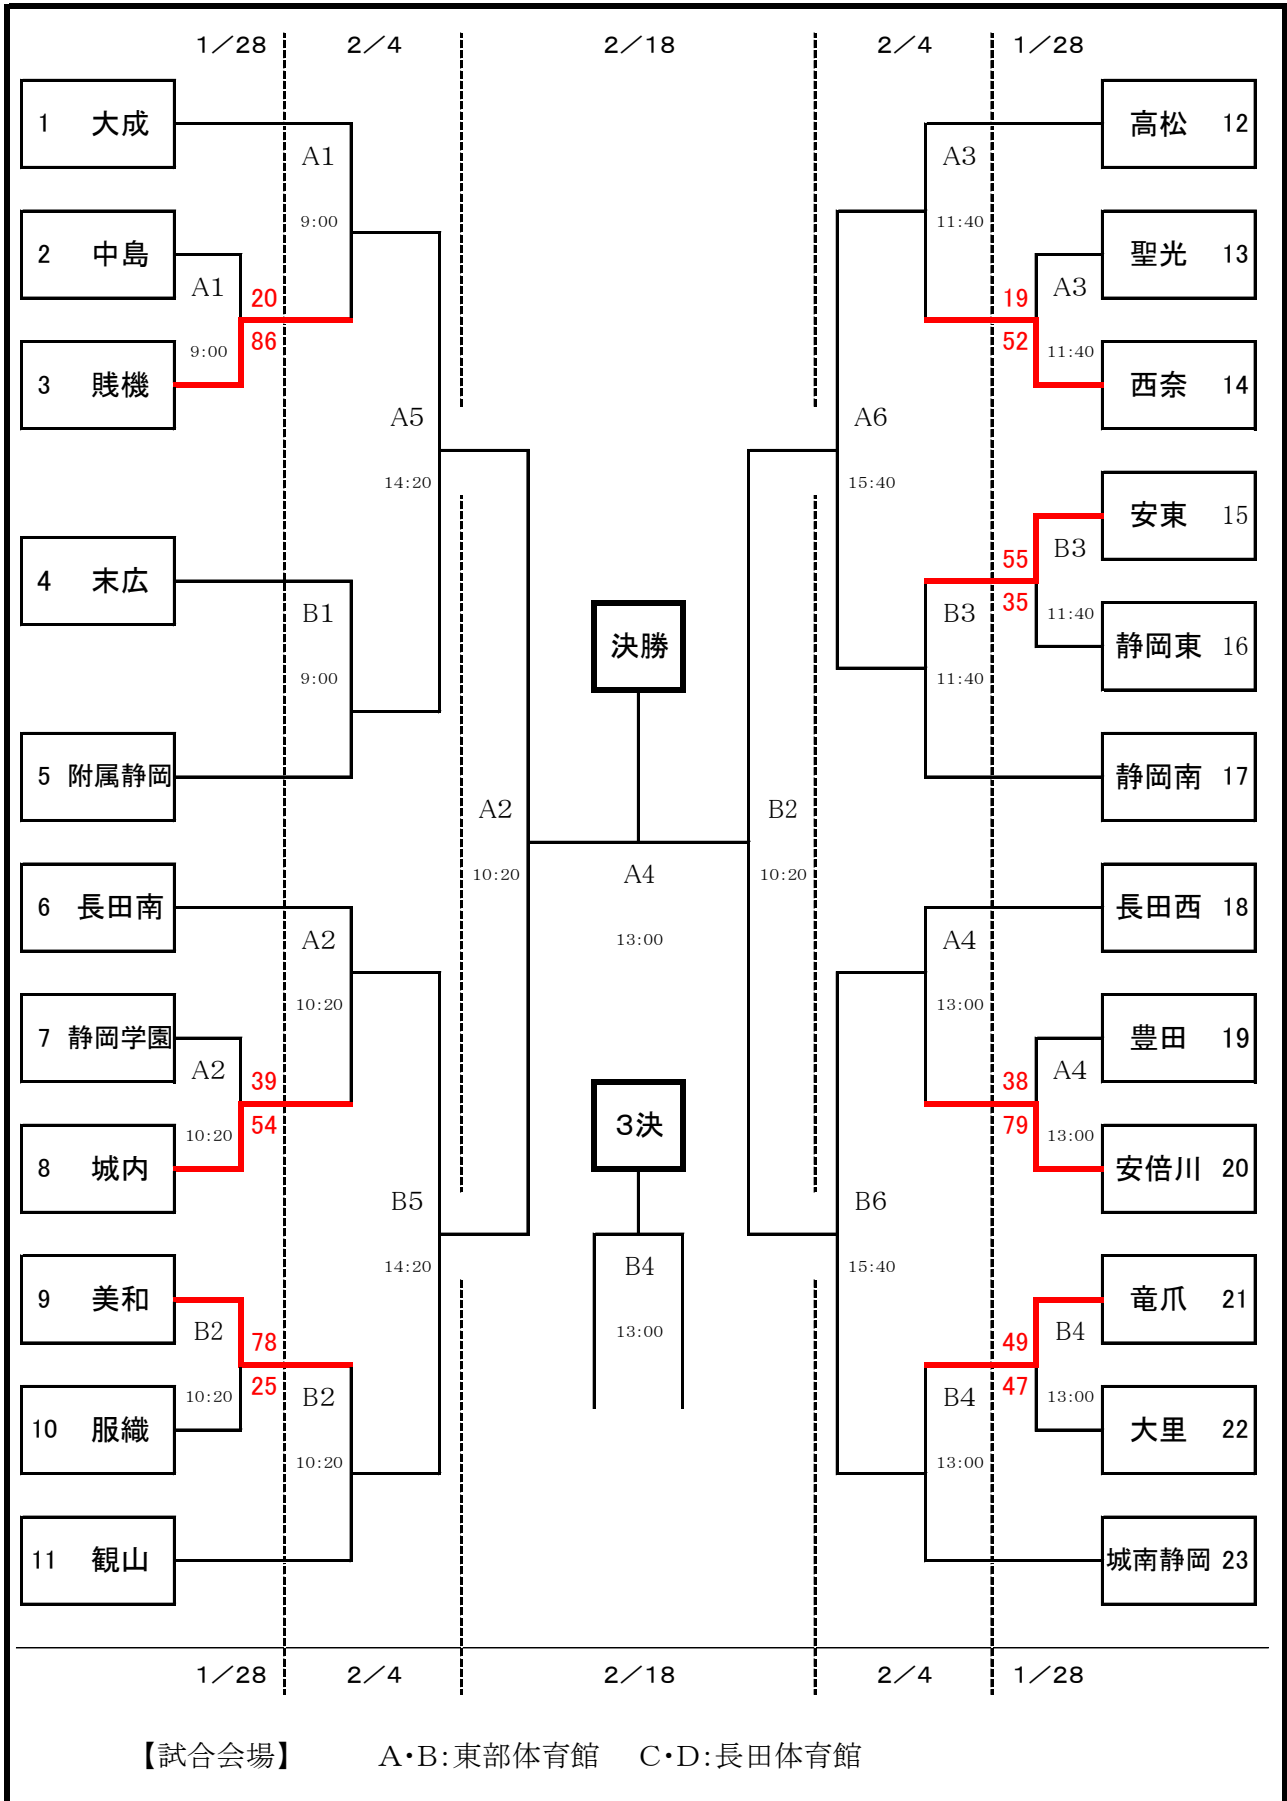 1／28 2／4 2／18 2／4 1／28
1 大成
高松 12
A1
A3
9:00
11:40
2 中島
聖光 13
A1
A3
20
19
86
52
9:00
11:40
3 賎機
西奈 14
A5
A6
14:20
15:40
安東 15
55
B3
4 末広
35
B1
B3
11:40
決勝
静岡東 16
9:00
11:40
5 附属静岡
静岡南 17
A2
B2
10:20
A4
10:20
6 長田南
長田西 18
A2
13:00
A4
10:20
13:00
7 静岡学園
豊田 19
A2
39
38
A4
54
3決
79
10:20
13:00
8 城内
安倍川 20
B5
B6
14:20
B4
15:40
9 美和
竜爪 21
B2
78
13:00
49
B4
25
47
10:20
B2
B4
13:00
10 服織
大里 22
10:20
13:00
11 観山
城南静岡 23
1／28 2／4 2／18 2／4 1／28
【試合会場】 A・B：東部体育館 C・D：長田体育館